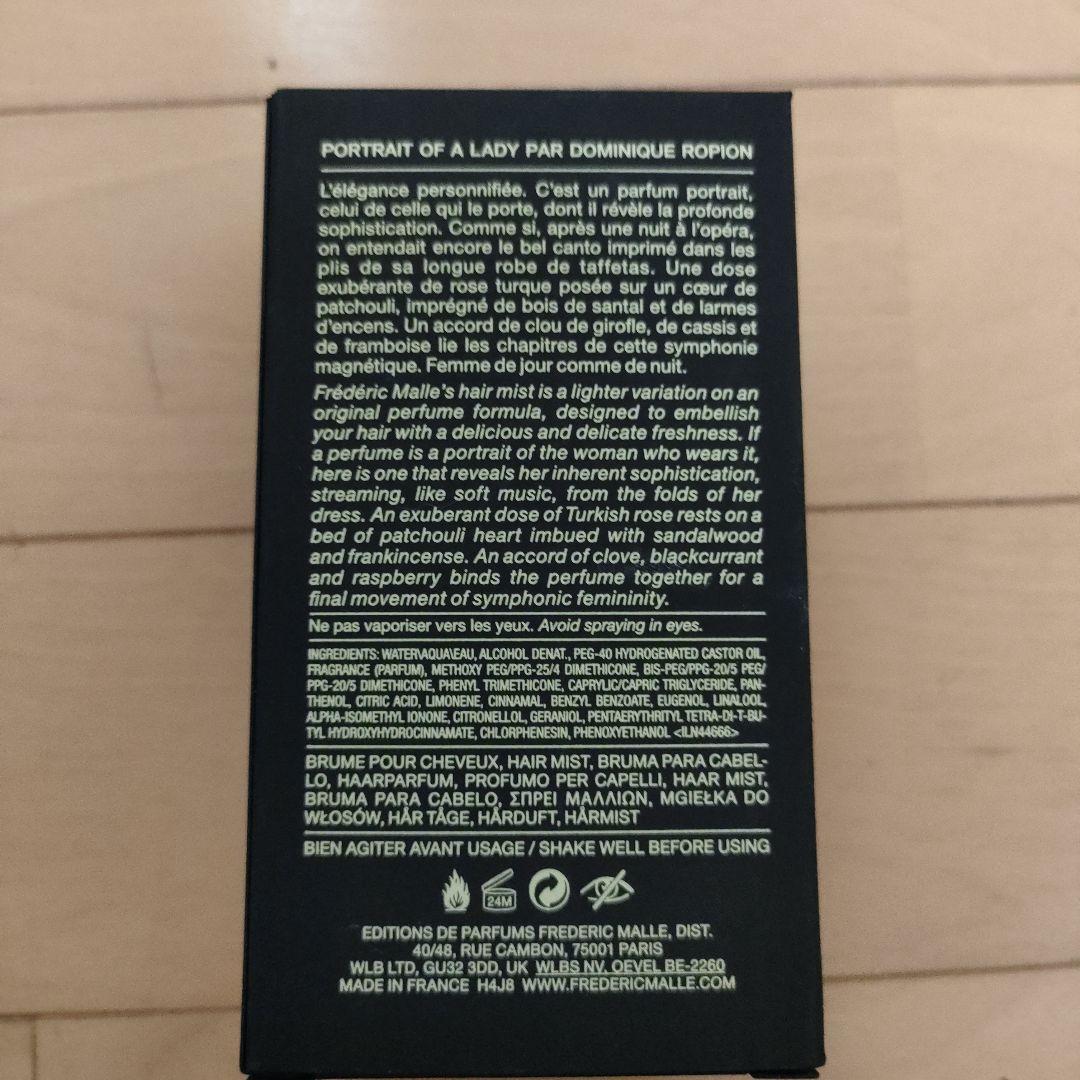 PORTRAIT OF A LADY PAR DOMINIQUE ROPION
L'élégance personnifiée. C'est un parfum portrait,
celui de celle qui le porte, dont il révèle la profonde
sophistication. Comme si, après une nuit à l'opéra,
on entendait encore le bel canto imprimé dans les
plis de sa longue robe de taffetas. Une dose
exubérante de rose turque posée sur un cœur de
patchouli, imprégné de bois de santal et de larmes
d'encens. Un accord de clou de girofle, de cassis et
de framboise lie les chapitres de cette symphonie
magnétique. Femme de jour comme de nuit.
Frédéric Malle's hair mist is a lighter variation on an
original perfume formula, designed to embellish
your hair with a delicious and delicate freshness. If
a perfume is a portrait of the woman who wears it,
here is one that reveals her inherent sophistication,
streaming, like soft music, from the folds of her
dress. An exuberant dose of Turkish rose rests on a
bed of patchouli heart imbued with sandalwood
and frankincense. An accord of clove, blackcurrant
and raspberry binds the perfume together for a
final movement of symphonic femininity.
Ne pas vaporiser vers les yeux. Avoid spraying in eyes.
INGREDIENTS: WATER\AQUA\EAU, ALCOHOL DENAT., PEG-40 HYDROGENATED CASTOR OIL,
FRAGRANCE (PARFUM), METHOXY PEG/PPG-25/4 DIMETHICONE, BIS-PEG/PPG-20/5 PEG/
PPG-20/5 DIMETHICONE, PHENYL TRIMETHICONE, CAPRYLIC/CAPRIC TRIGLYCERIDE, PAN-
THENOL, CITRIC ACID, LIMONENE, CINNAMAL, BENZYL BENZOATE, EUGENOL, LINALOOL,
ALPHA-ISOMETHYL IONONE, CITRONELLOL, GERANIOL, PENTAERYTHRITYL TETRA-DI-T-BU-
TYL HYDROXYHYDROCINNAMATE, CHLORPHENESIN, PHENOXYETHANOL <ILN44666>
BRUME POUR CHEVEUX, HAIR MIST, BRUMA PARA CABEL-
LO, HAARPARFUM, PROFUMO PER CAPELLI, HAAR MIST,
BRUMA PARA CABELO, ΣΠΡΕΙ ΜΑΛΛΙΩΝ, MGIEŁKA DO
WŁOSÓW, HÅR TÅGE, HÅRDUFT, HÅRMIST
BIEN AGITER AVANT USAGE / SHAKE WELL BEFORE USING
24M
EDITIONS DE PARFUMS FREDERIC MALLE, DIST.
40/48, RUE CAMBON, 75001 PARIS
WLB LTD, GU32 3DD, UK WLBS NV. OEVEL BE-2260
MADE IN FRANCE H4J8 WWW.FREDERICMALLE.COM